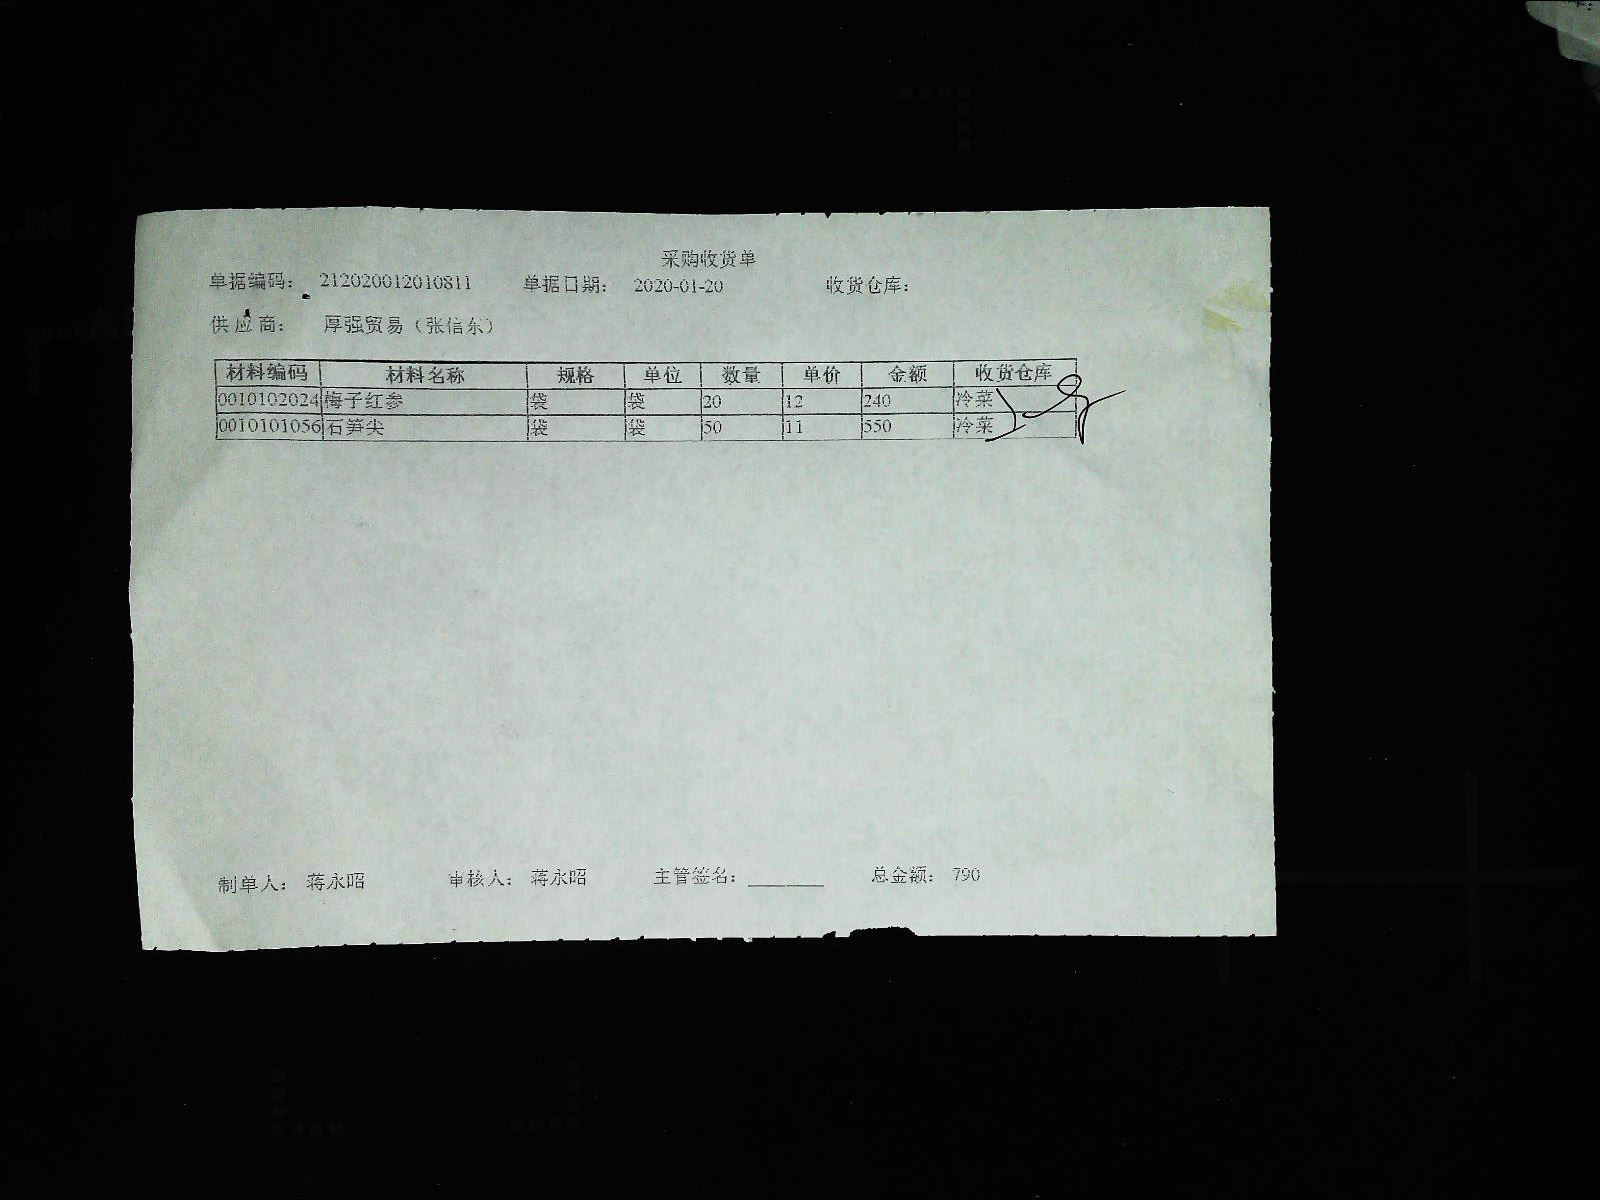 采购收货单
单据编码： 212020012010811 单据日期： 2020-01-20 收货仓库：
供应商： 厚强贸易（张信东）
材料编码 材料名称 规格 单位 数量 单价 金额 收货仓库
0010102024 梅子红参 袋 袋 20 12 240 冷菜
0010101056 石笋尖 袋 袋 50 11 550 冷菜
制单人： 蒋永昭 审核人： 蒋永昭 主管签名：________ 总金额： 790